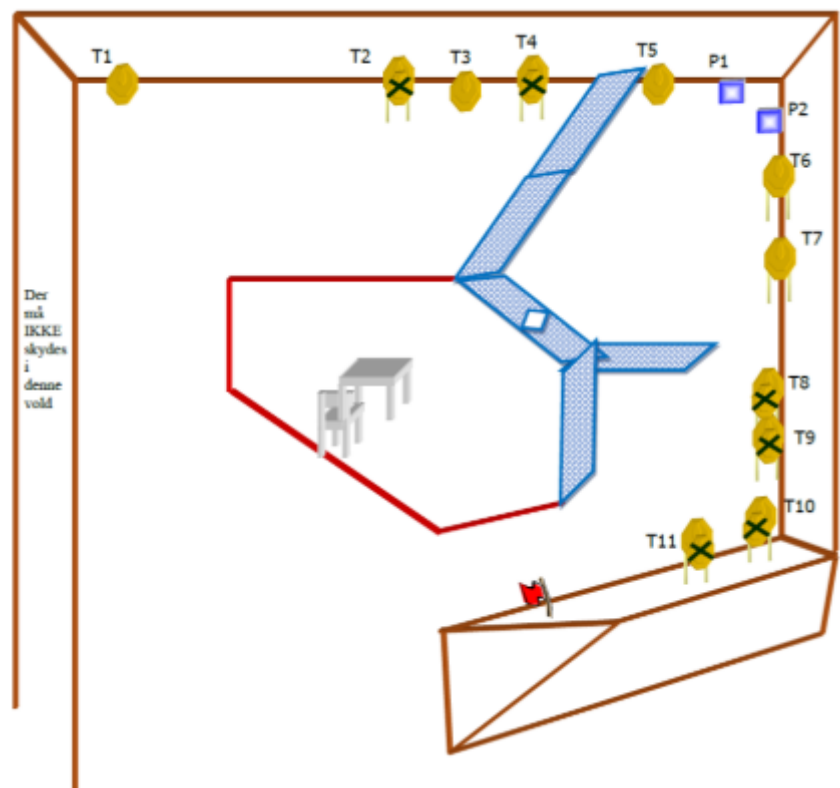 T1
T2
T3
T4
T5
P1
P2
T6
T7
Der
må
IKKE
skydes
i
denne
vold
T8
T9
T10
T11